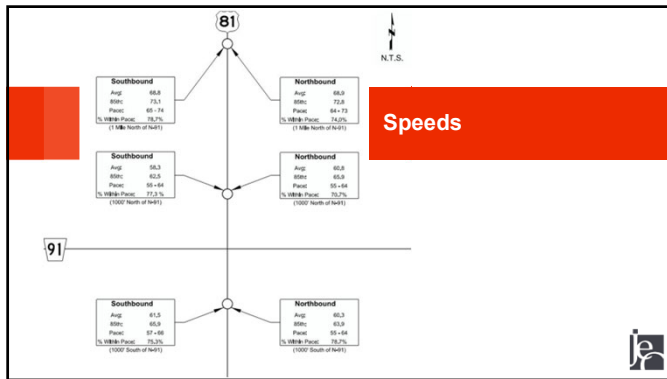 81
N
N.T.S.
Southbound
Avg: 68.8
85th: 73.1
Pace: 65 - 74
% Within Pace: 78.7%
(1 Mile North of N-91)
Northbound
Avg: 68.9
85th: 72.8
Pace: 64 - 73
% Within Pace: 74.0%
(1 Mile North of N-91)
Speeds
Southbound
Avg: 58.3
85th: 62.5
Pace: 55 - 64
% Within Pace: 77.3 %
(1000' North of N-91)
Northbound
Avg: 60.8
85th: 65.9
Pace: 55 - 64
% Within Pace: 70.7%
(1000' North of N-91)
91
Southbound
Avg: 61.5
85th: 65.9
Pace: 57 - 66
% Within Pace: 75.3%
(1000' South of N-91)
Northbound
Avg: 60.3
85th: 63.9
Pace: 55 - 64
% Within Pace: 78.7%
(1000' South of N-91)
jeo